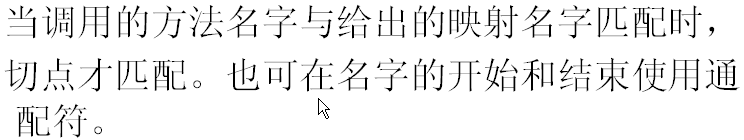 当调用的方法名字与给出的映射名字匹配时，
切点才匹配。也可在名字的开始和结束使用通
配符。